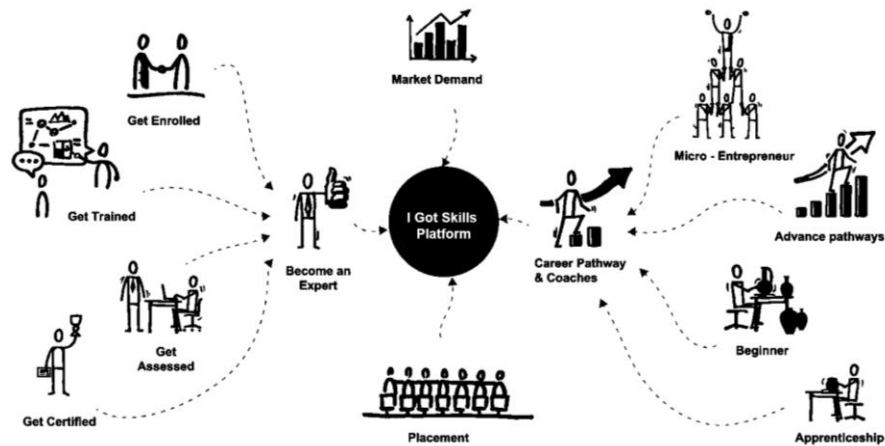 Get Enrolled
Market Demand
Micro - Entrepreneur
Get Trained
I Got Skills
Platform
Advance pathways
Become an
Expert
Career Pathway
& Coaches
Get
Assessed
Beginner
Get Certified
Placement
Apprenticeship